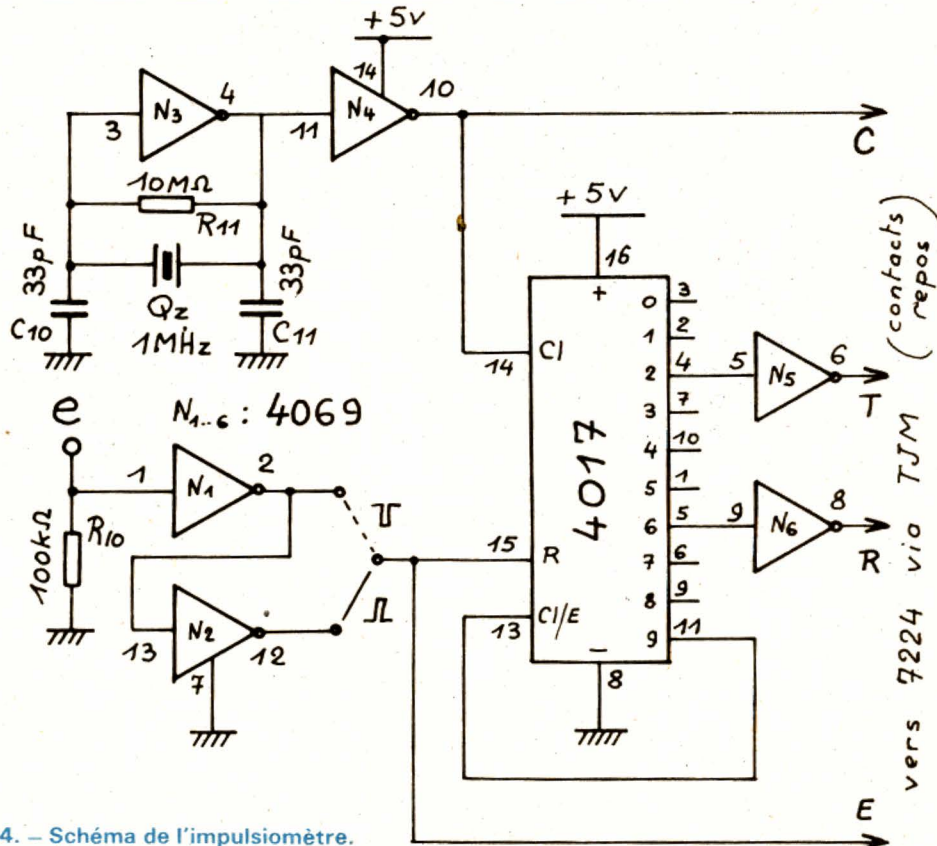 +5v
14
N3
4
3
11
N4
10
C
10MΩ
R11
33pF
C10
Qz
1MHz
33pF
C11
+5v
16
+
14
Cl
4017
0 3
1 2
2 4
3 7
4 10
5 1
6 5
7 6
8 9
9 11
5
N5
6
T
9
N6
8
R
15
R
13
Cl/E
−
8
e
N1..6 : 4069
1
N1
2
R10
100kΩ
13
N2
12
7
E
vers 7224 via TJM (contacts repos)
4. – Schéma de l'impulsiomètre.